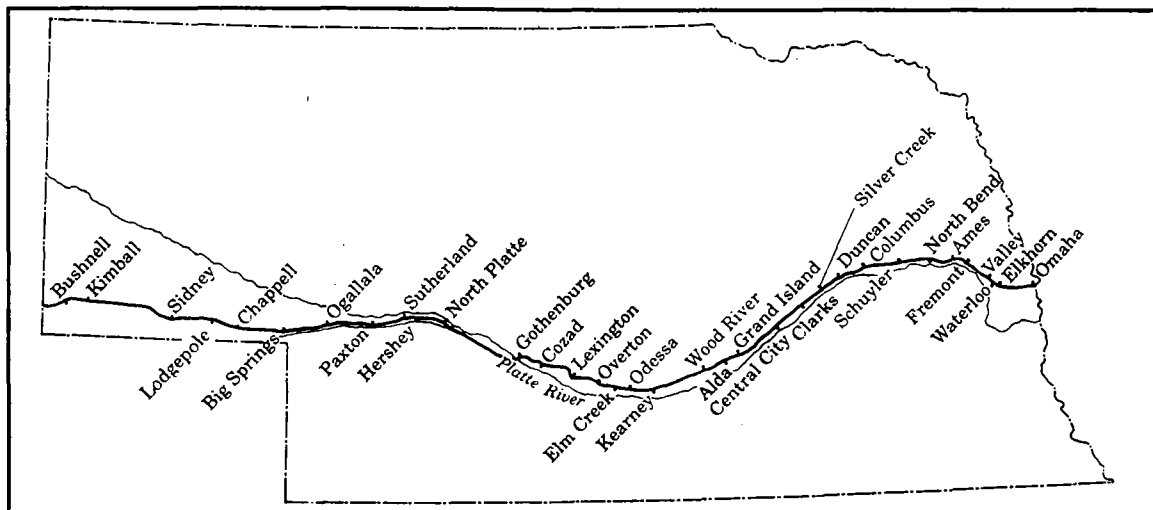 Bushnell
Kimball
Sidney
Lodgepole
Chappell
Big Springs
Ogallala
Paxton
Sutherland
Hershey
North Platte
Platte River
Gothenburg
Cozad
Lexington
Overton
Elm Creek
Odessa
Kearney
Wood River
Alda
Grand Island
Central City
Clarks
Silver Creek
Duncan
Columbus
Schuyler
North Bend
Ames
Fremont
Valley
Waterloo
Elkhorn
Omaha